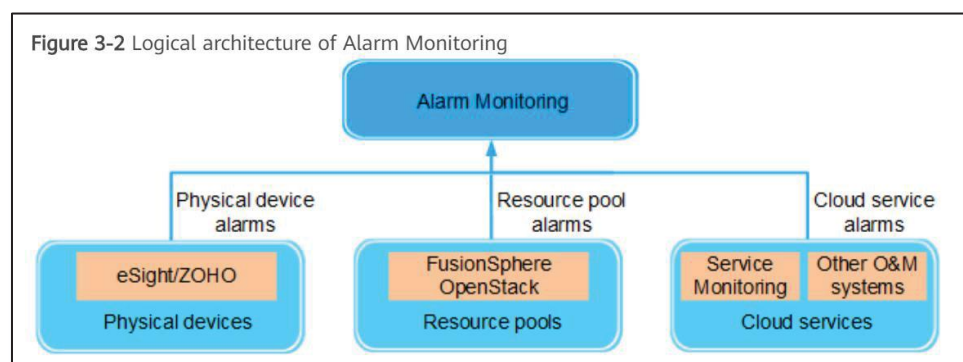 Figure 3-2 Logical architecture of Alarm Monitoring
Alarm Monitoring
Physical device
alarms
Resource pool
alarms
Cloud service
alarms
eSight/ZOHO
Physical devices
FusionSphere
OpenStack
Resource pools
Service
Monitoring
Other O&M
systems
Cloud services